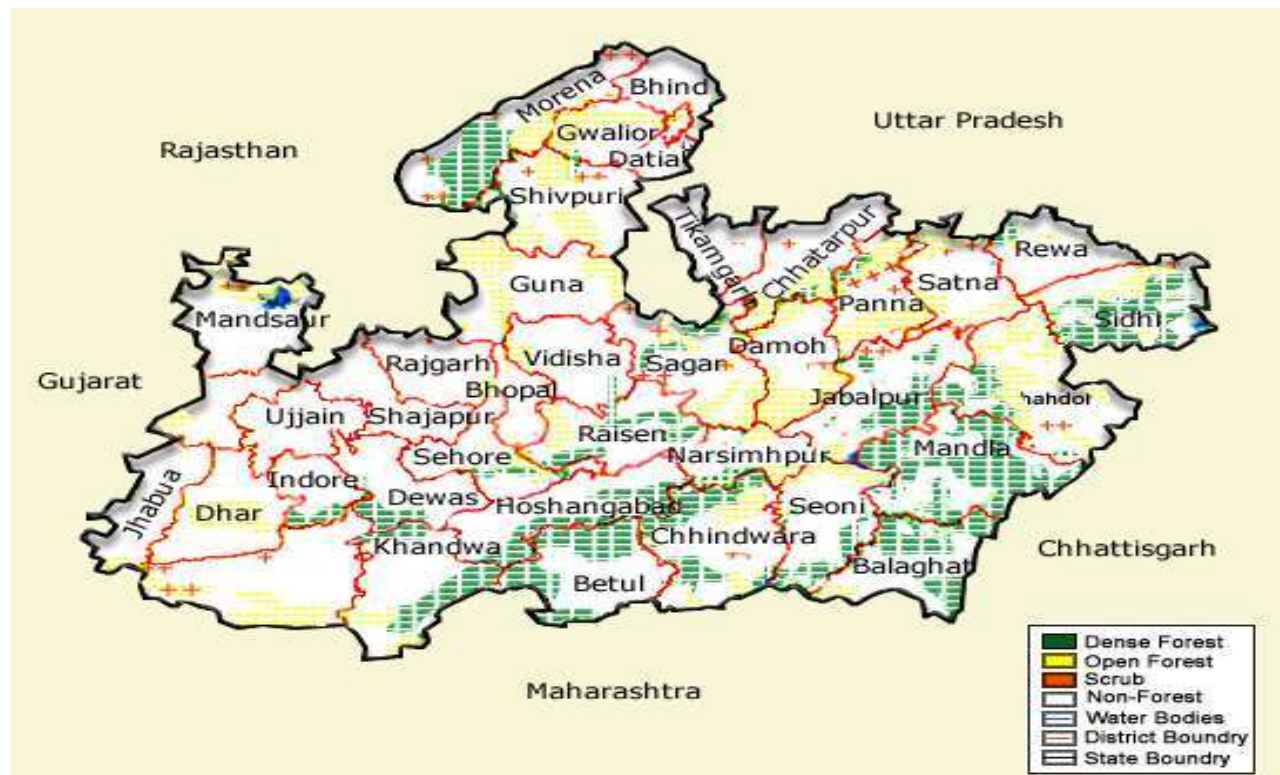 Bhind
Morena
Uttar Pradesh
Gwalior
Rajasthan
Datia
Shivpuri
Tikamgarh
Chhatarpur
Rewa
Guna
Satna
Panna
Mandsaur
Sidhi
Damoh
Vidisha
Rajgarh
Sagar
Gujarat
Bhopal
Jabalpur
hahdol
Ujjain
Shajapur
Raisen
Mandla
Sehore
Narsimhpur
Indore
Jhabua
Dewas
Hoshangabad
Seoni
Dhar
Chhindwara
Khandwa
Chhattisgarh
Balaghat
Betul
Maharashtra
Dense Forest
Open Forest
Scrub
Non-Forest
Water Bodies
District Boundry
State Boundry